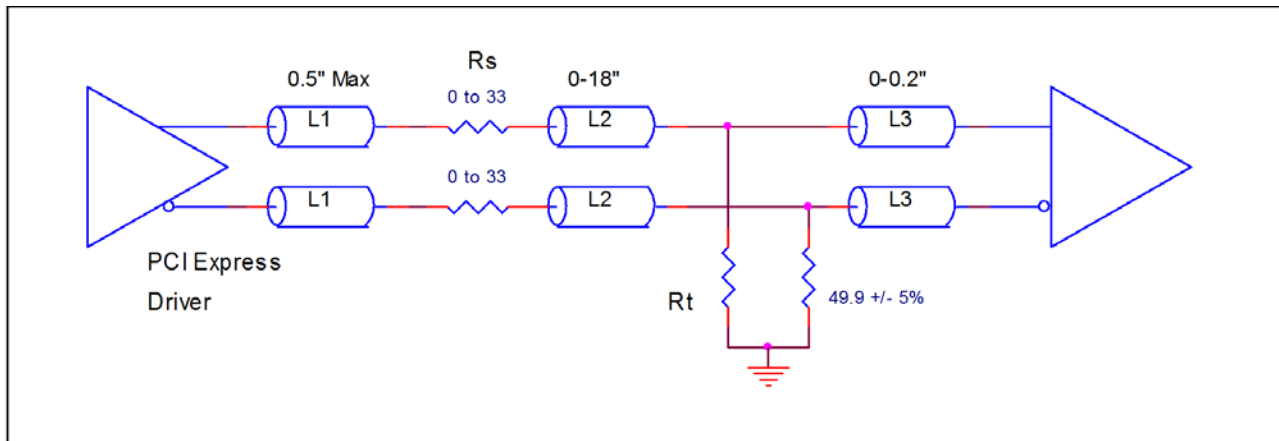 Rs
0.5" Max
0-18"
0-0.2"
0 to 33
L1
L2
L3
0 to 33
L1
L2
L3
PCI Express
Driver
Rt
49.9 +/- 5%